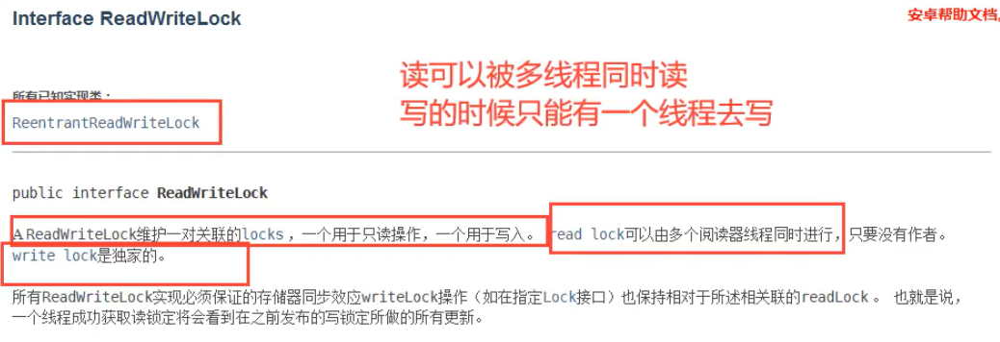 Interface ReadWriteLock
安卓帮助文档
读可以被多线程同时读
写的时候只能有一个线程去写
所有已知实现类：
ReentrantReadWriteLock
public interface ReadWriteLock
A ReadWriteLock维护一对关联的locks ，一个用于只读操作，一个用于写入。 read lock可以由多个阅读器线程同时进行，只要没有作者。
write lock是独家的。
所有ReadWriteLock实现必须保证的存储器同步效应writeLock操作（如在指定Lock接口）也保持相对于所述相关联的readLock 。 也就是说，
一个线程成功获取读锁定将会看到在之前发布的写锁定所做的所有更新。